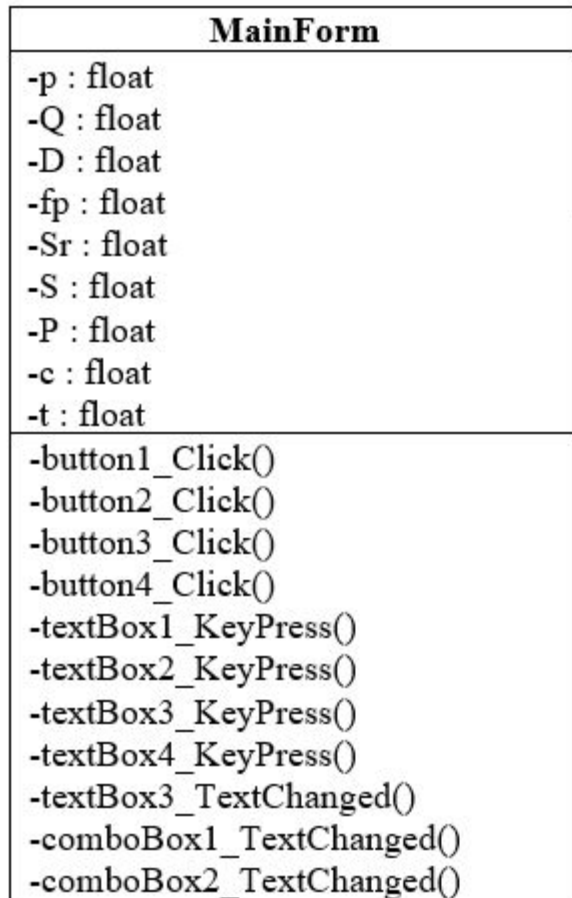 MainForm
-p : float
-Q : float
-D : float
-fp : float
-Sr : float
-S : float
-P : float
-c : float
-t : float
-button1_Click()
-button2_Click()
-button3_Click()
-button4_Click()
-textBox1_KeyPress()
-textBox2_KeyPress()
-textBox3_KeyPress()
-textBox4_KeyPress()
-textBox3_TextChanged()
-comboBox1_TextChanged()
-comboBox2_TextChanged()